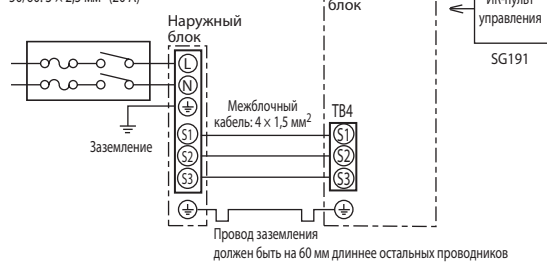 блок
ИК-пульт
управления
SG191
Наружный
блок
L
N
Межблочный
кабель: 4 × 1,5 мм²
TB4
Заземление
S1
S1
S2
S2
S3
S3
Провод заземления
должен быть на 60 мм длиннее остальных проводников